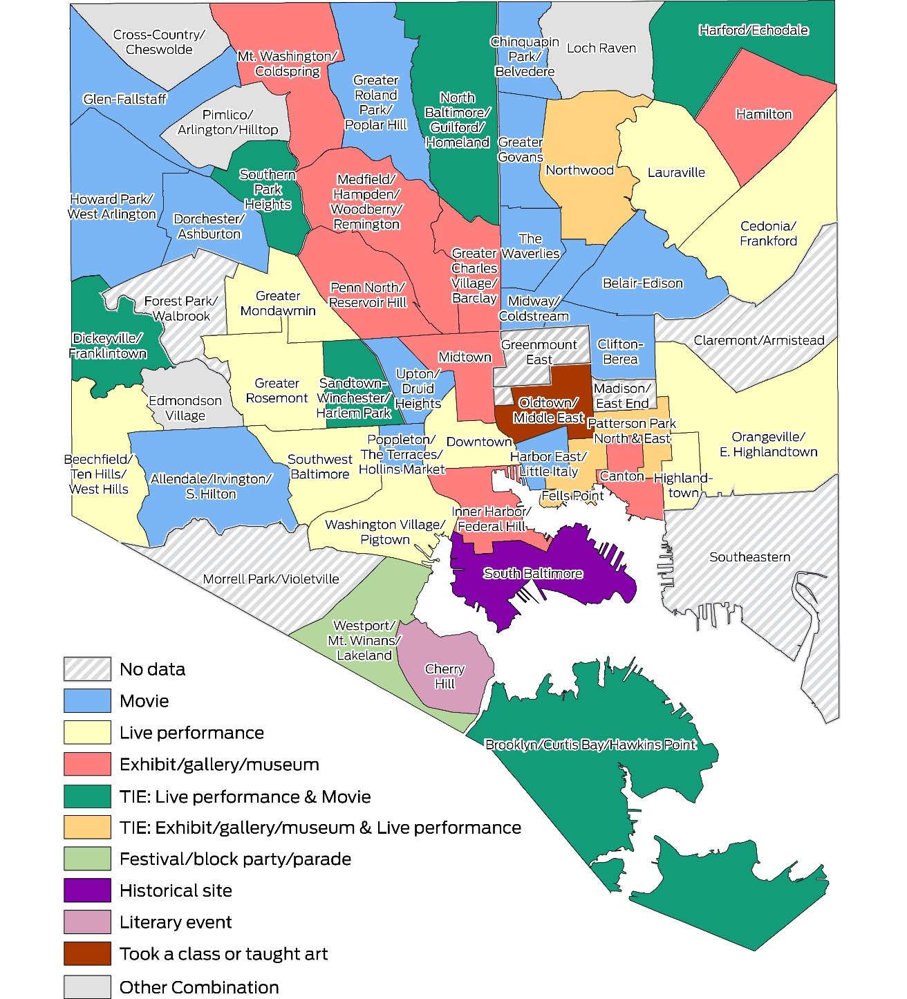 Cross-Country/
Cheswolde
Mt. Washington/
Coldspring
Greater
Roland
Park/
Poplar Hill
North
Baltimore/
Guilford/
Homeland
Chinquapin
Park/
Belvedere
Loch Raven
Harford/Echodale
Glen-Fallstaff
Pimlico/
Arlington/Hilltop
Hamilton
Greater
Govans
Northwood
Lauraville
Southern
Park
Heights
Medfield/
Hampden/
Woodberry/
Remington
Howard Park/
West Arlington
Dorchester/
Ashburton
The
Waverlies
Cedonia/
Frankford
Greater
Charles
Village/
Barclay
Belair-Edison
Penn North/
Reservoir Hill
Greater
Mondawmin
Forest Park/
Walbrook
Midway/
Coldstream
Dickeyville/
Franklintown
Midtown
Greenmount
East
Clifton-
Berea
Claremont/Armistead
Edmondson
Village
Greater
Rosemont
Sandtown-
Winchester/
Harlem Park
Upton/
Druid
Heights
Oldtown/
Middle East
Madison/
East End
Patterson Park
North & East
Beechfield/
Ten Hills/
West Hills
Allendale/Irvington/
S. Hilton
Southwest
Baltimore
Poppleton/
The Terraces/
Hollins Market
Downtown
Harbor East/
Little Italy
Fells Point
Canton
Highland-
town
Orangeville/
E. Highlandtown
Washington Village/
Pigtown
Inner Harbor/
Federal Hill
Morrell Park/Violetville
South Baltimore
Southeastern
Westport/
Mt. Winans/
Lakeland
Cherry
Hill
Brooklyn/Curtis Bay/Hawkins Point
No data
Movie
Live performance
Exhibit/gallery/museum
TIE: Live performance & Movie
TIE: Exhibit/gallery/museum & Live performance
Festival/block party/parade
Historical site
Literary event
Took a class or taught art
Other Combination